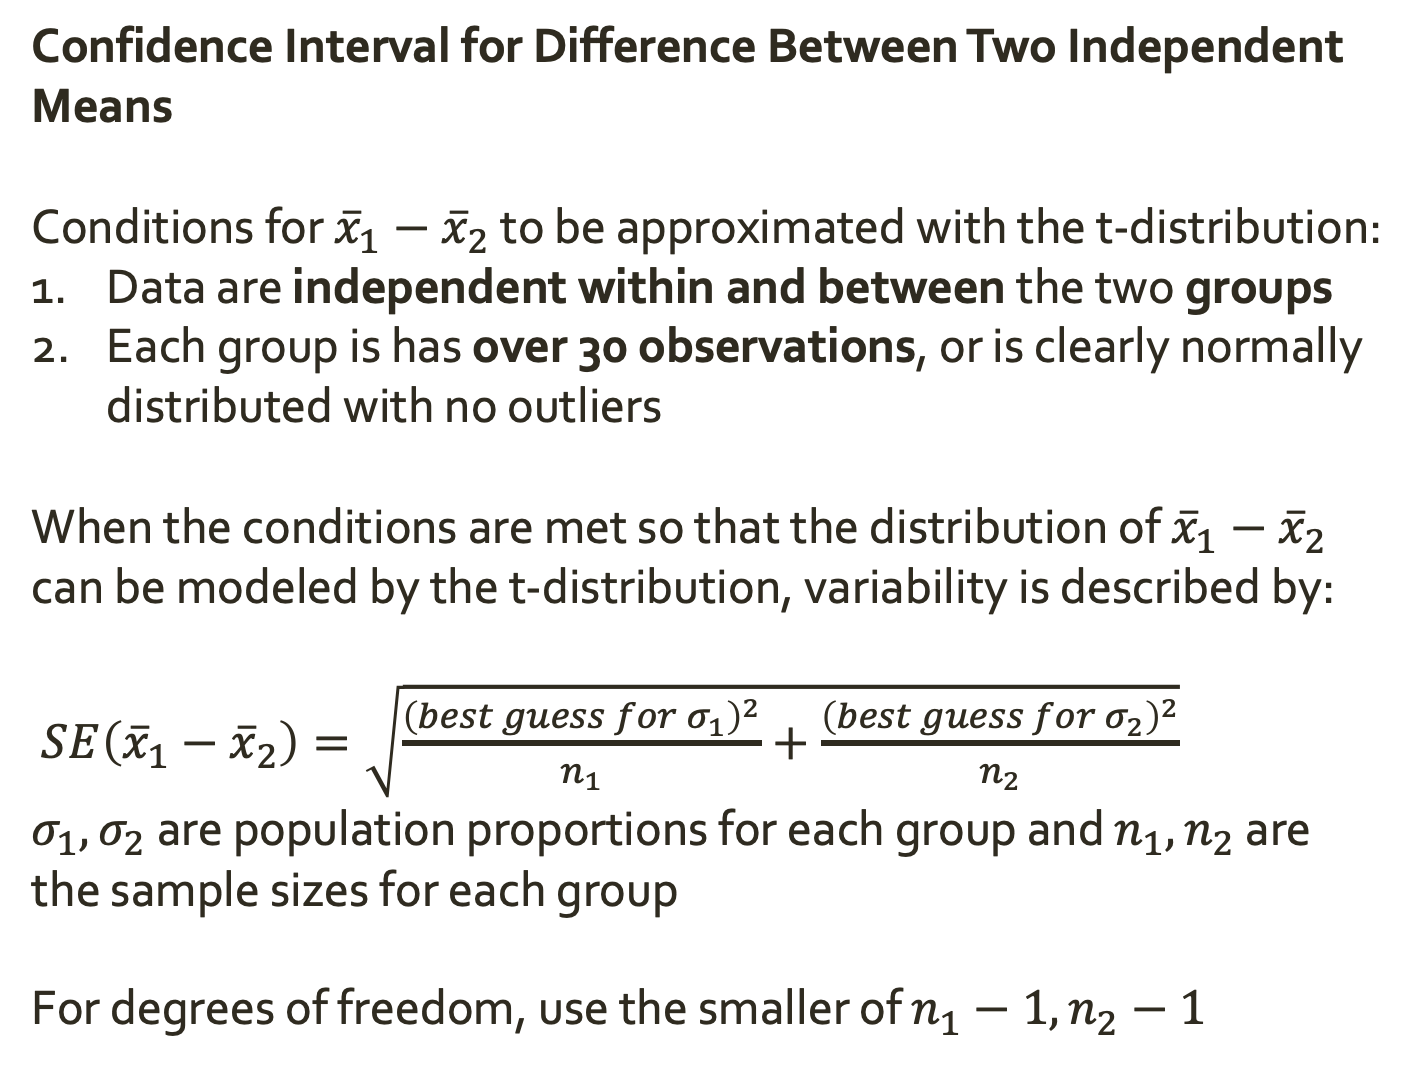 Confidence Interval for Difference Between Two Independent
Means
Conditions for x̄₁ − x̄₂ to be approximated with the t-distribution:
1. Data are independent within and between the two groups
2. Each group is has over 30 observations, or is clearly normally
distributed with no outliers
When the conditions are met so that the distribution of x̄₁ − x̄₂
can be modeled by the t-distribution, variability is described by:
SE(x̄₁ − x̄₂) = √((best guess for σ₁)²/n₁ + (best guess for σ₂)²/n₂)
σ₁, σ₂ are population proportions for each group and n₁, n₂ are
the sample sizes for each group
For degrees of freedom, use the smaller of n₁ − 1, n₂ − 1